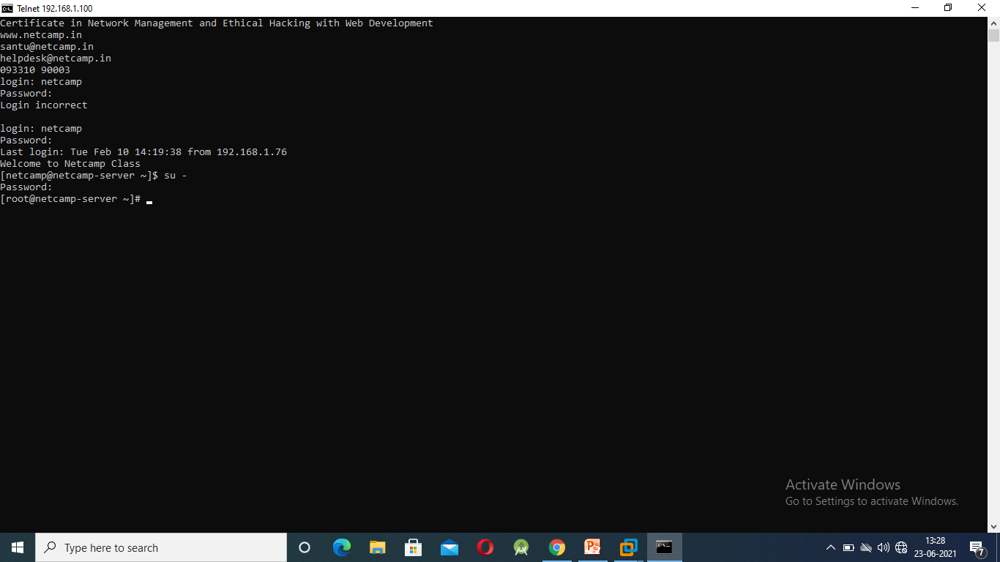 Telnet 192.168.1.100
Certificate in Network Management and Ethical Hacking with Web Development
www.netcamp.in
santu@netcamp.in
helpdesk@netcamp.in
093310 90003
login: netcamp
Password:
Login incorrect
login: netcamp
Password:
Last login: Tue Feb 10 14:19:38 from 192.168.1.76
Welcome to Netcamp Class
[netcamp@netcamp-server ~]$ su -
Password:
[root@netcamp-server ~]#
Activate Windows
Go to Settings to activate Windows.
Type here to search
13:28
23-06-2021
7